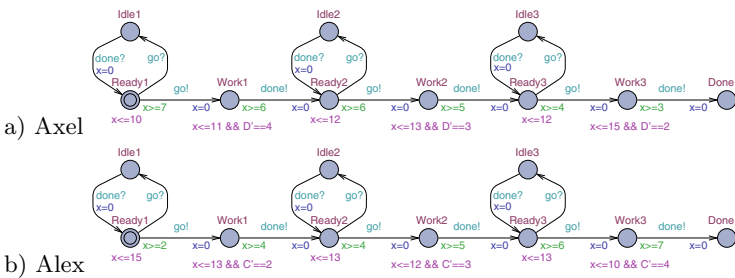 Idle1 Idle2 Idle3
done? go? done? go? done? go?
x=0 x=0 x=0
Ready1 go! Work1 done! Ready2 go! Work2 done! Ready3 go! Work3 done! Done
x>=7 x=0 x>=6 x=0 x>=6 x=0 x>=5 x=0 x>=4 x=0 x>=3 x=0
x<=10 x<=11 && D'==4 x<=12 x<=13 && D'==3 x<=12 x<=15 && D'==2
a) Axel
Idle1 Idle2 Idle3
done? go? done? go? done? go?
x=0 x=0 x=0
Ready1 go! Work1 done! Ready2 go! Work2 done! Ready3 go! Work3 done! Done
x>=2 x=0 x>=4 x=0 x>=4 x=0 x>=5 x=0 x>=6 x=0 x>=7 x=0
x<=15 x<=13 && C'==2 x<=13 x<=12 && C'==3 x<=13 x<=10 && C'==4
b) Alex